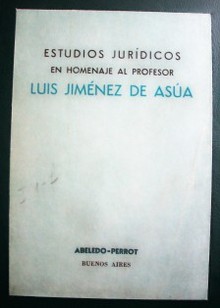 ESTUDIOS JURÍDICOS
EN HOMENAJE AL PROFESOR
LUIS JIMÉNEZ DE ASÚA
ABELEDO-PERROT
BUENOS AIRES